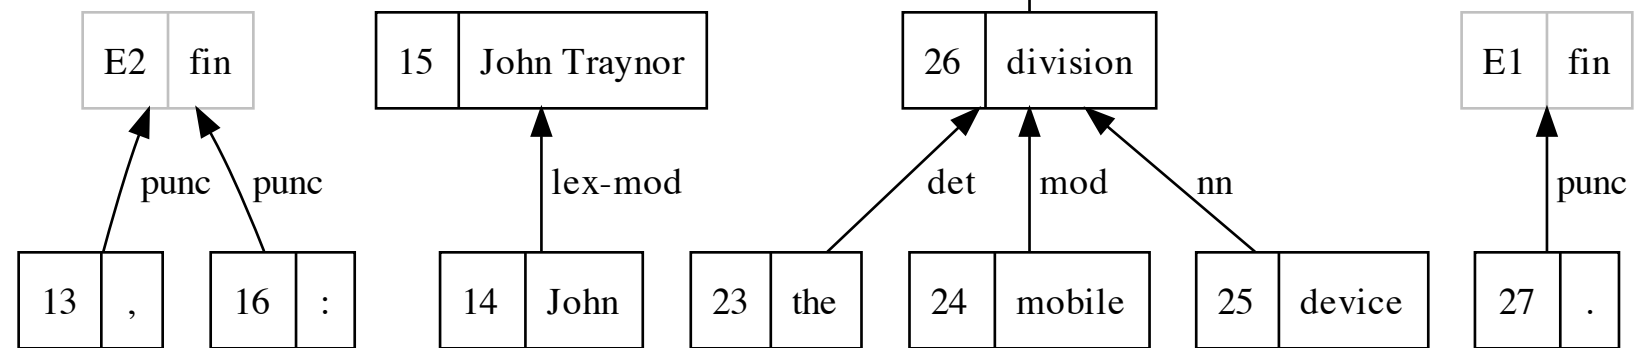 E2 fin 15 John Traynor 26 division E1 fin
punc punc lex-mod det mod nn punc
13 , 16 : 14 John 23 the 24 mobile 25 device 27 .